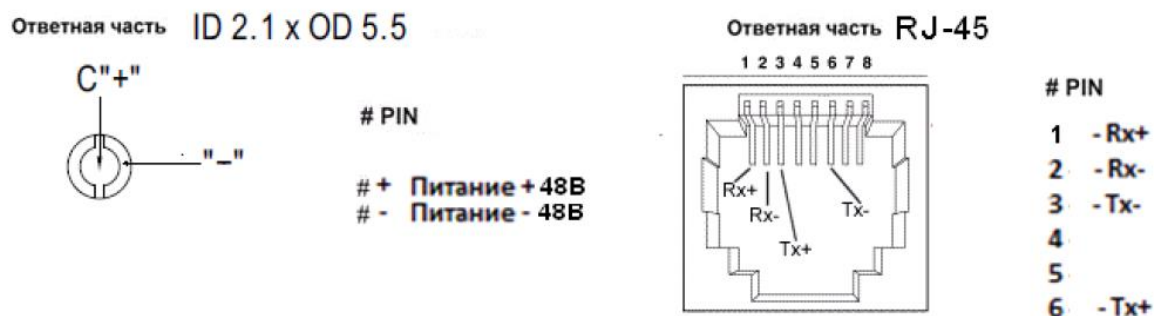 Ответная часть ID 2.1 x OD 5.5
C"+"
"–"
# PIN
# + Питание + 48В
# - Питание - 48В
Ответная часть RJ-45
1 2 3 4 5 6 7 8
Rx+
Rx-
Tx+
Tx-
# PIN
1 - Rx+
2 - Rx-
3 - Tx-
4
5
6 - Tx+